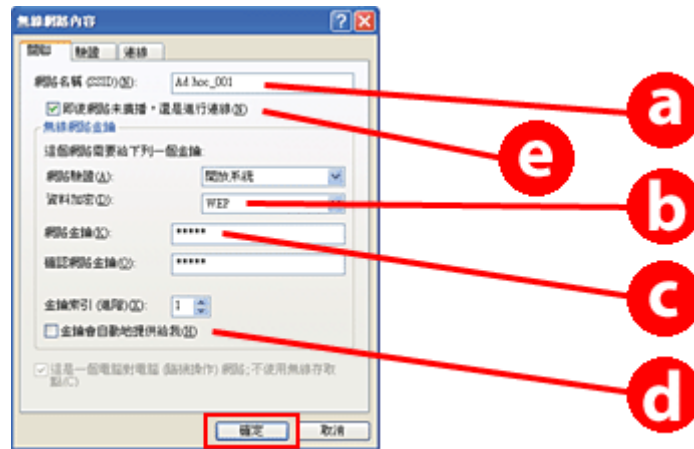 無線網路內容
關聯 驗證 連線
網路名稱 (SSID)(N): Ad hoc_001
即使網路未廣播，還是進行連線(N)
無線網路金鑰
這個網路需要給下列一個金鑰:
網路驗證(A): 開放系統
資料加密(D): WEP
網路金鑰(K): •••••
確認網路金鑰(O): •••••
金鑰索引 (進階)(X): 1
金鑰會自動地提供給我(H)
這是一個電腦對電腦 (臨機操作) 網路;不使用無線存取
點(C)
確定 取消
a
e
b
c
d